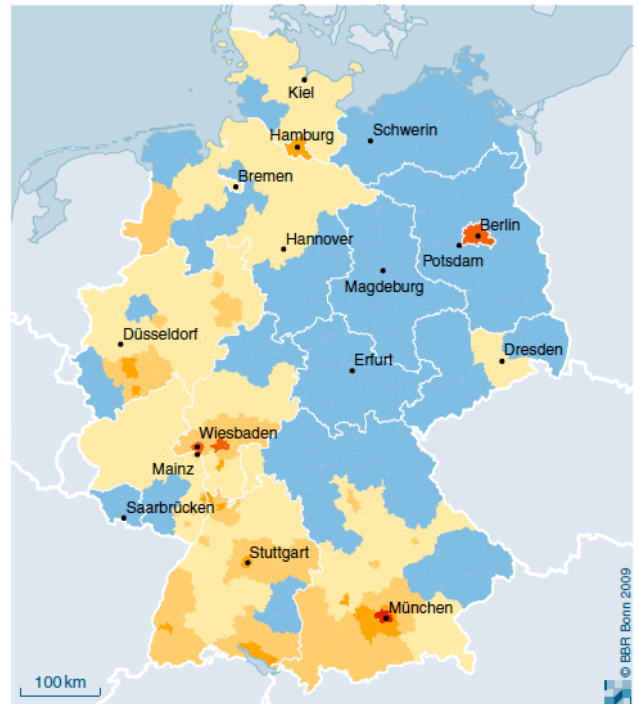 Kiel
Hamburg
Schwerin
Bremen
Berlin
Hannover
Potsdam
Magdeburg
Düsseldorf
Erfurt
Dresden
Wiesbaden
Mainz
Saarbrücken
Stuttgart
München
100 km
© BBR Bonn 2009